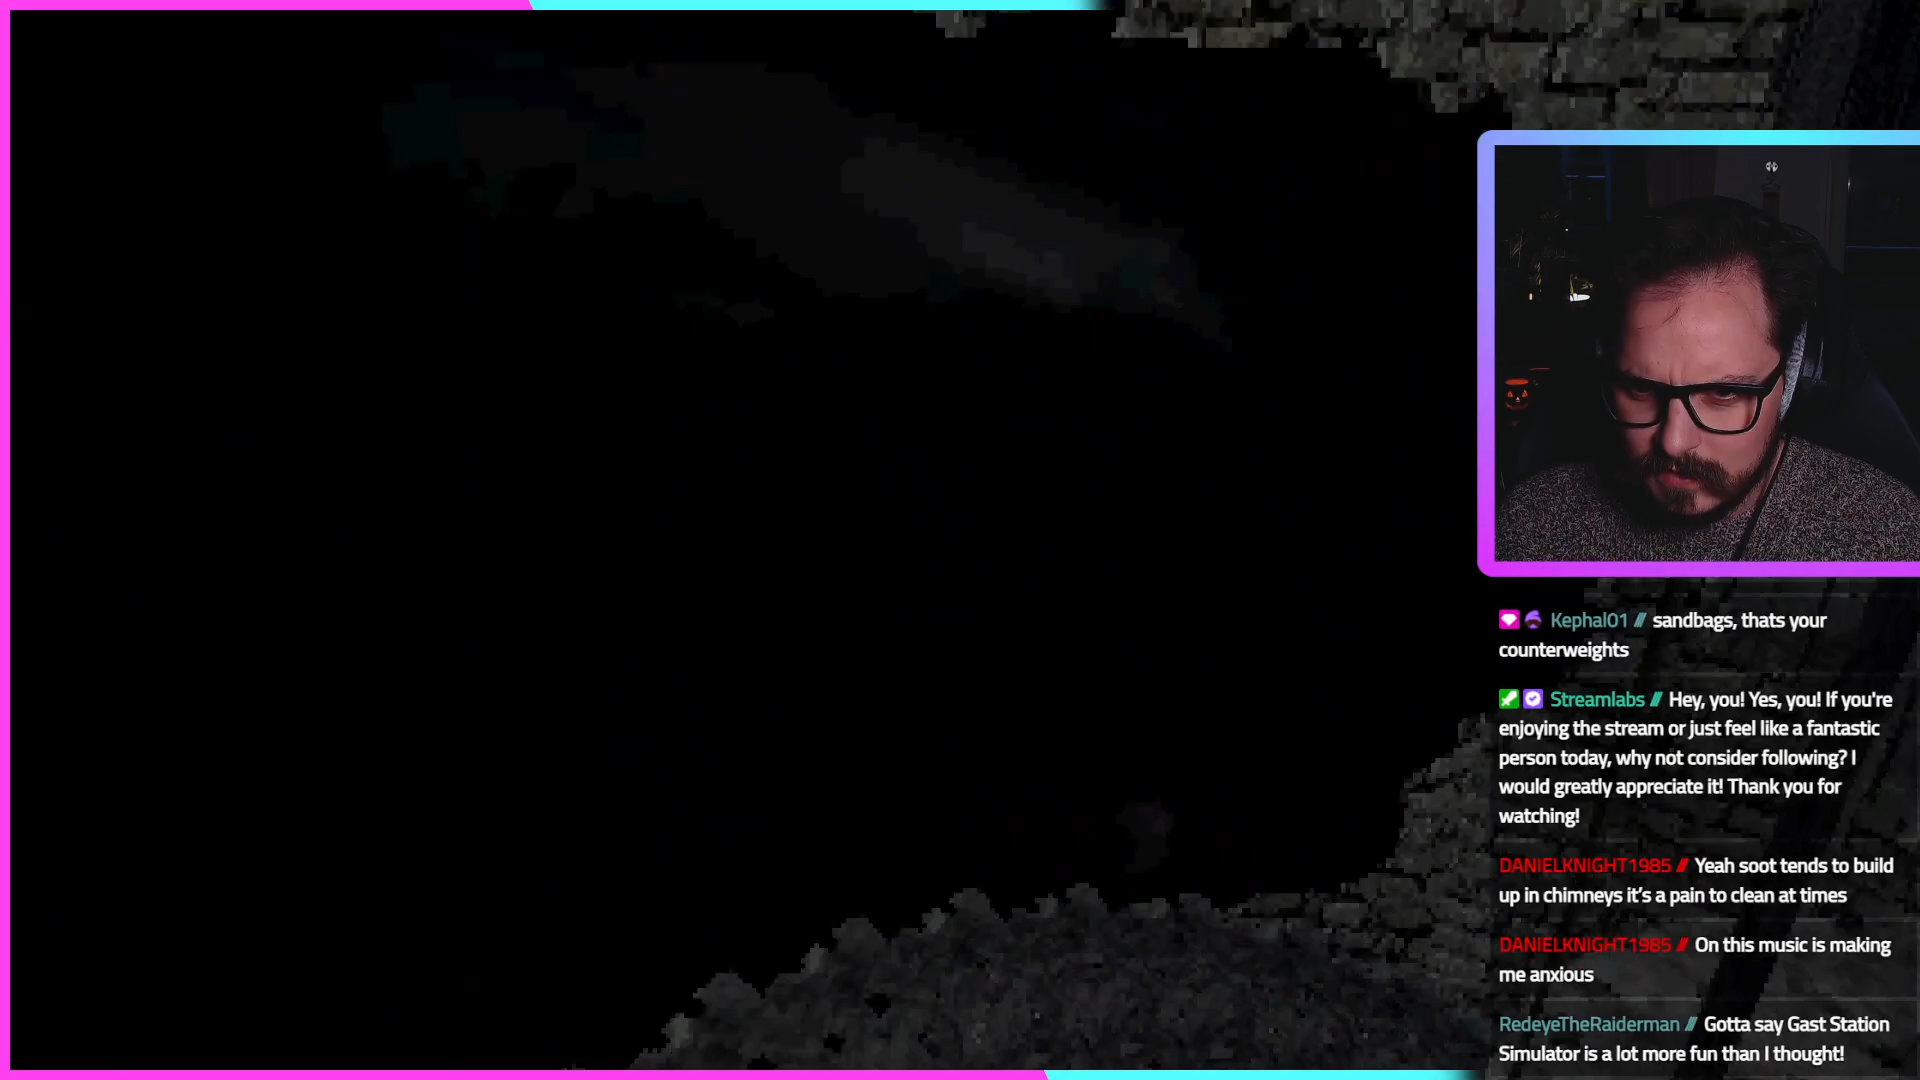 Kephal01 /// sandbags, thats your
counterweights
Streamlabs /// Hey, you! Yes, you! If you're
enjoying the stream or just feel like a fantastic
person today, why not consider following? I
would greatly appreciate it! Thank you for
watching!
DANIELKNIGHT1985 /// Yeah soot tends to build
up in chimneys it’s a pain to clean at times
DANIELKNIGHT1985 /// On this music is making
me anxious
RedeyeTheRaiderman /// Gotta say Gast Station
Simulator is a lot more fun than I thought!